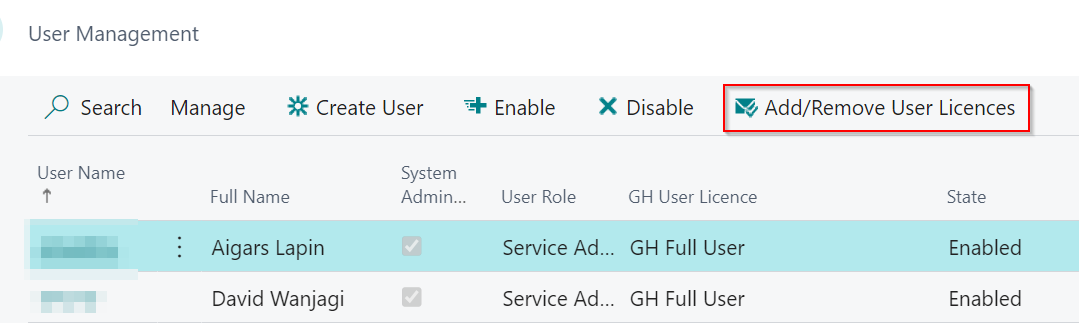 User Management
Search Manage Create User Enable Disable Add/Remove User Licences
User Name Full Name System Admin... User Role GH User Licence State
Aigars Lapin Service Ad... GH Full User Enabled
David Wanjagi Service Ad... GH Full User Enabled